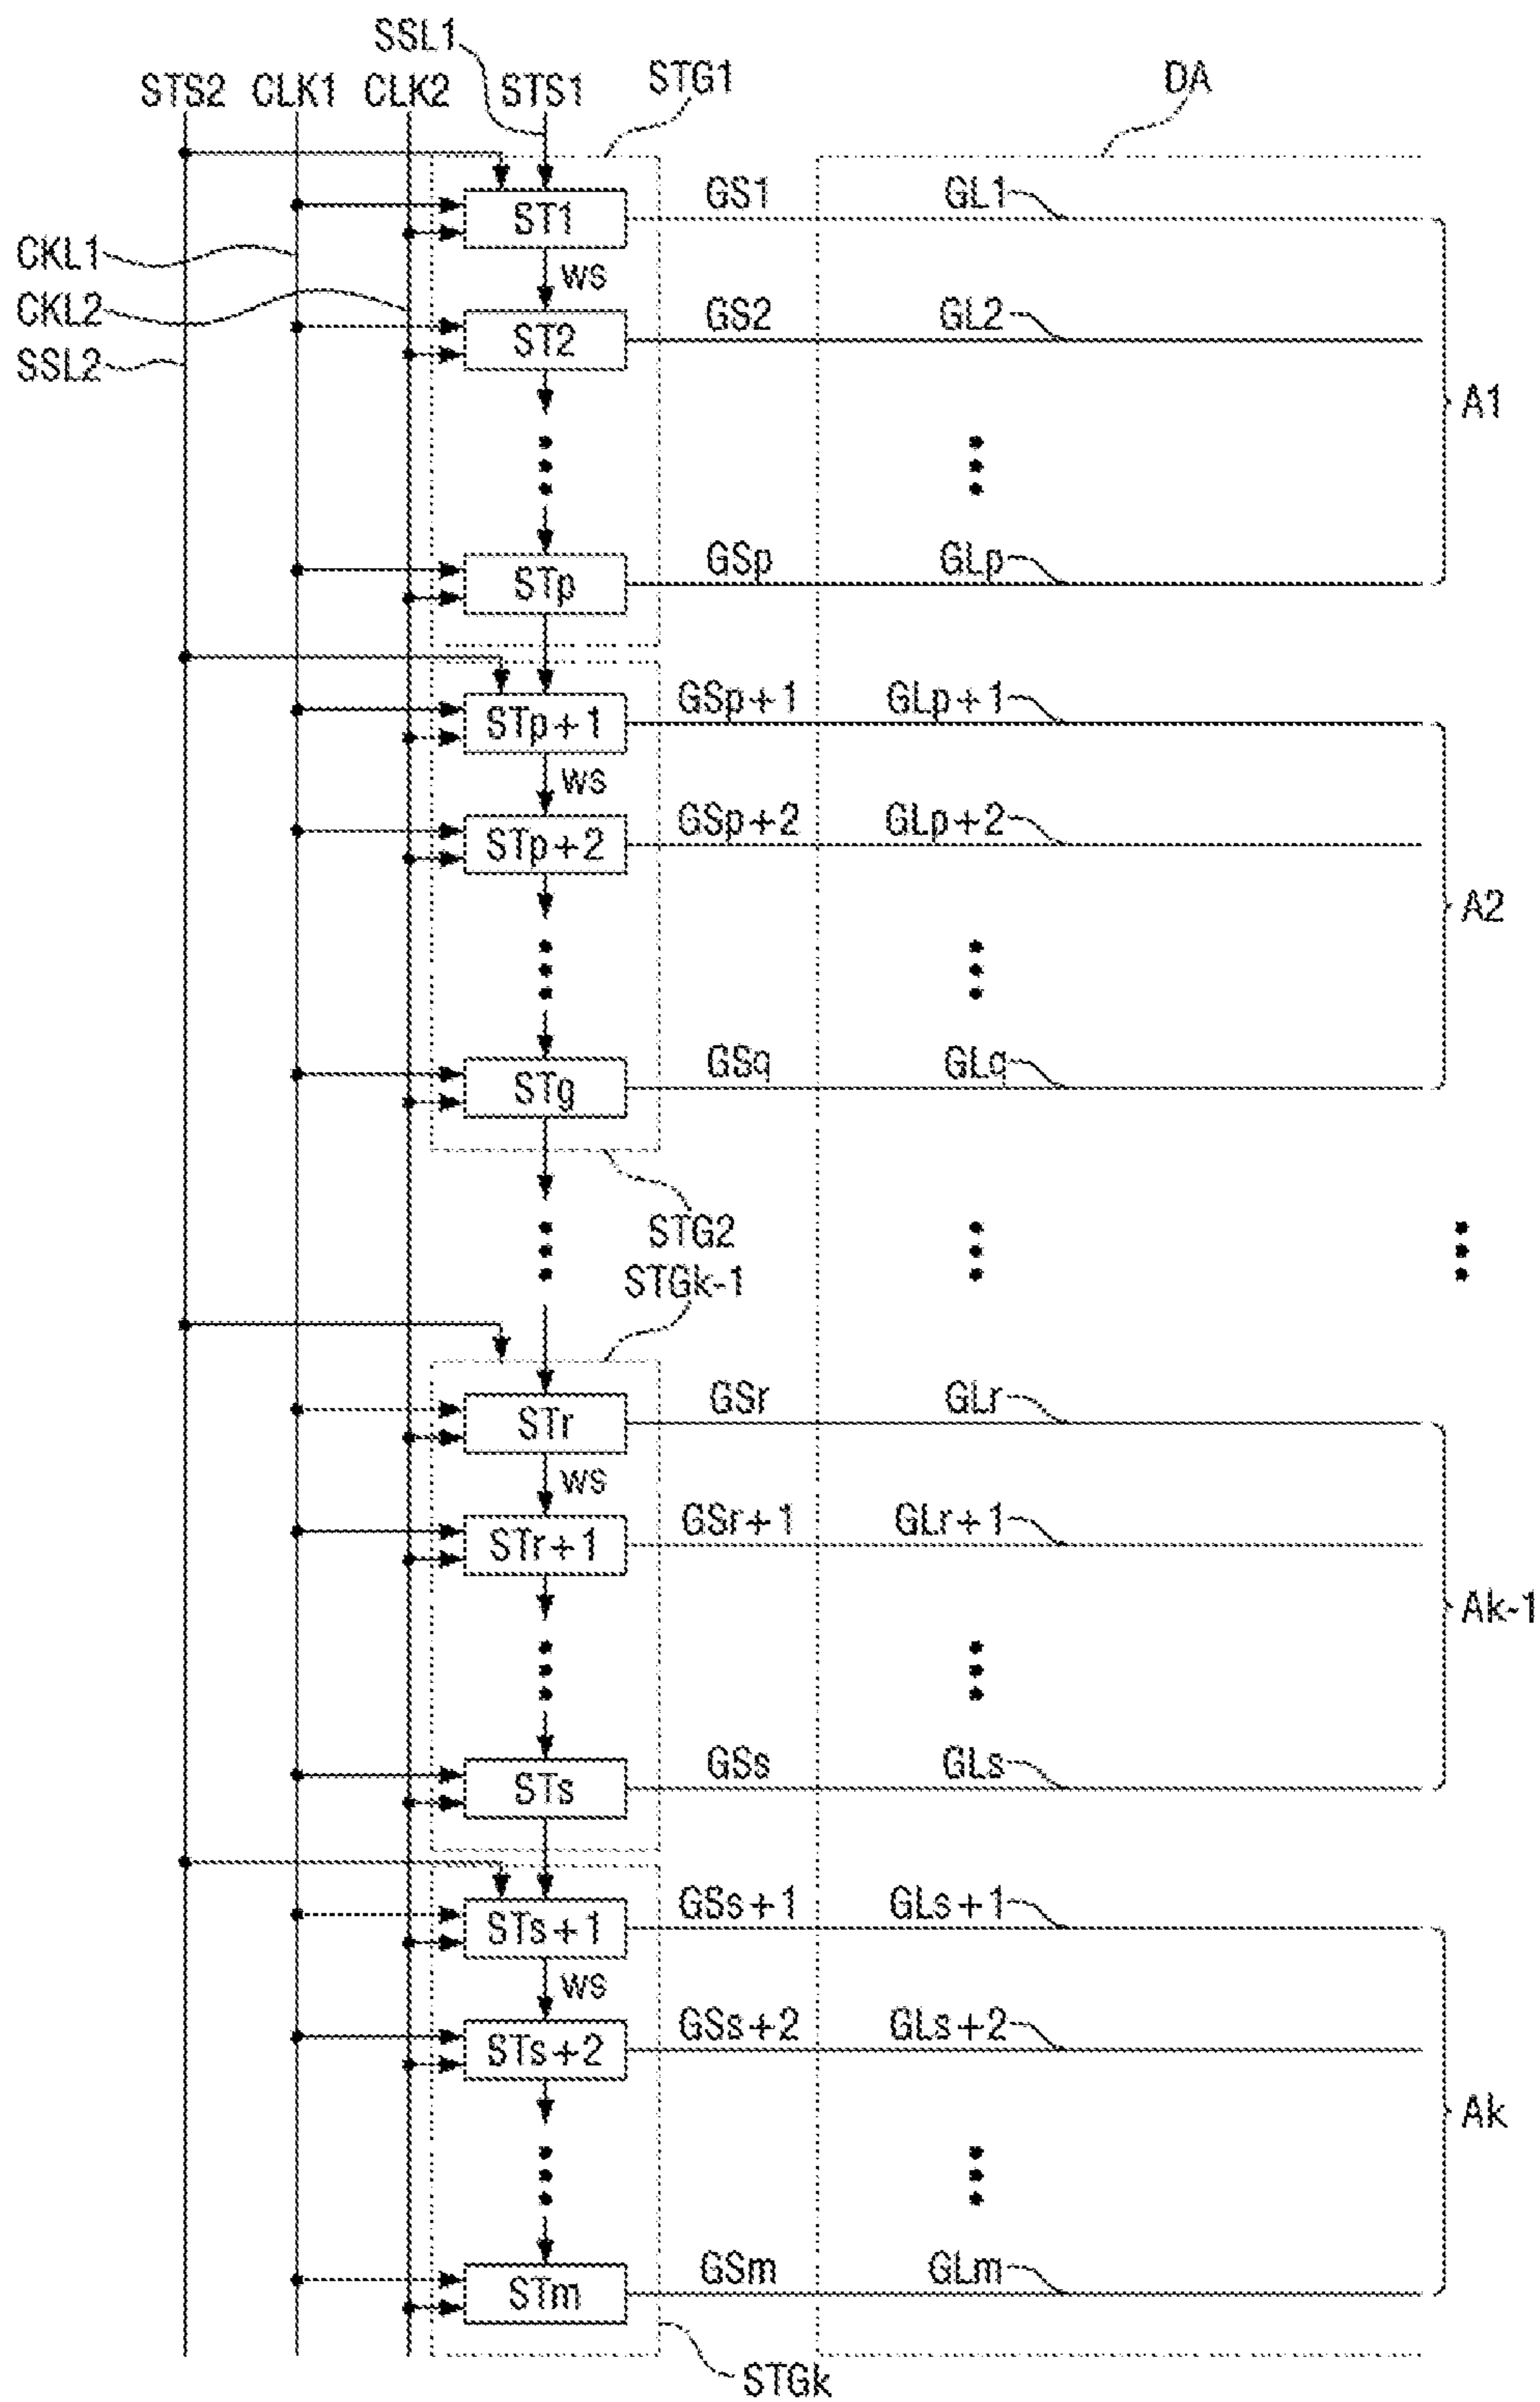 SSL1
STG1
DA
STS2 CLK1 CLK2 STS1
GS1 GL1
ST1
CKL1
ws
CKL2
GS2 GL2
ST2
SSL2
A1
GSp GLp
STp
GSp+1 GLp+1
STp+1
ws
GSp+2 GLp+2
STp+2
A2
GSq GLq
STg
STG2
STGk-1
GSr GLr
STr
ws
GSr+1 GLr+1
STr+1
Ak-1
GSs GLs
STs
GSs+1 GLs+1
STs+1
ws
GSs+2 GLs+2
STs+2
Ak
GSm GLm
STm
STGk